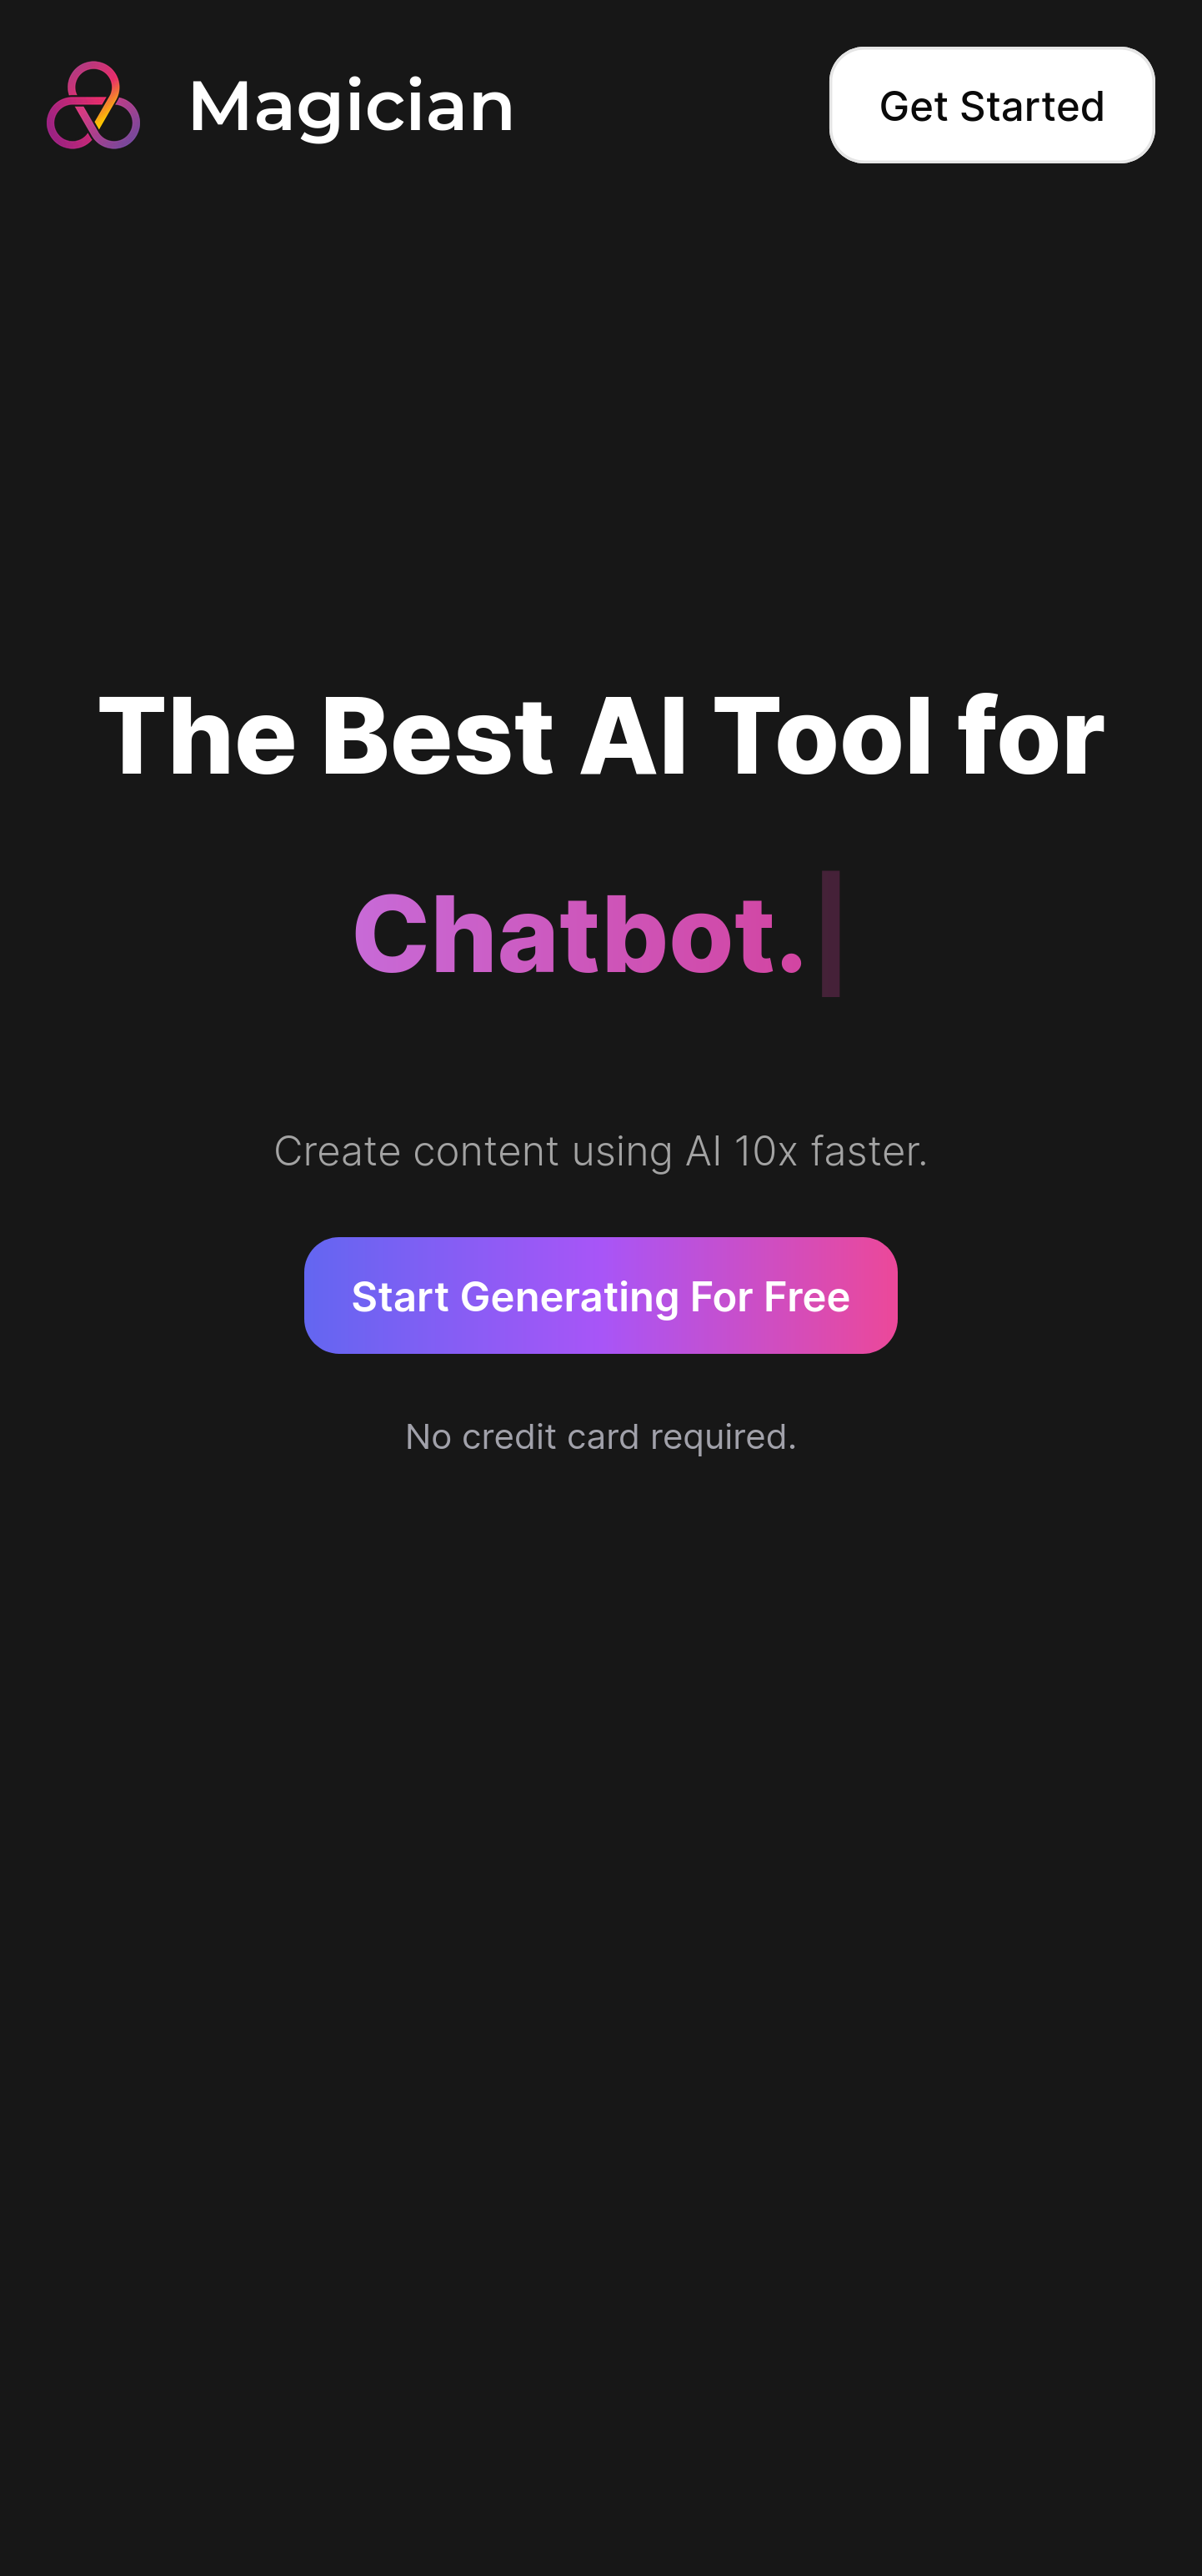 Magician
Get Started
The Best AI Tool for
Chatbot.
Create content using AI 10x faster.
Start Generating For Free
No credit card required.